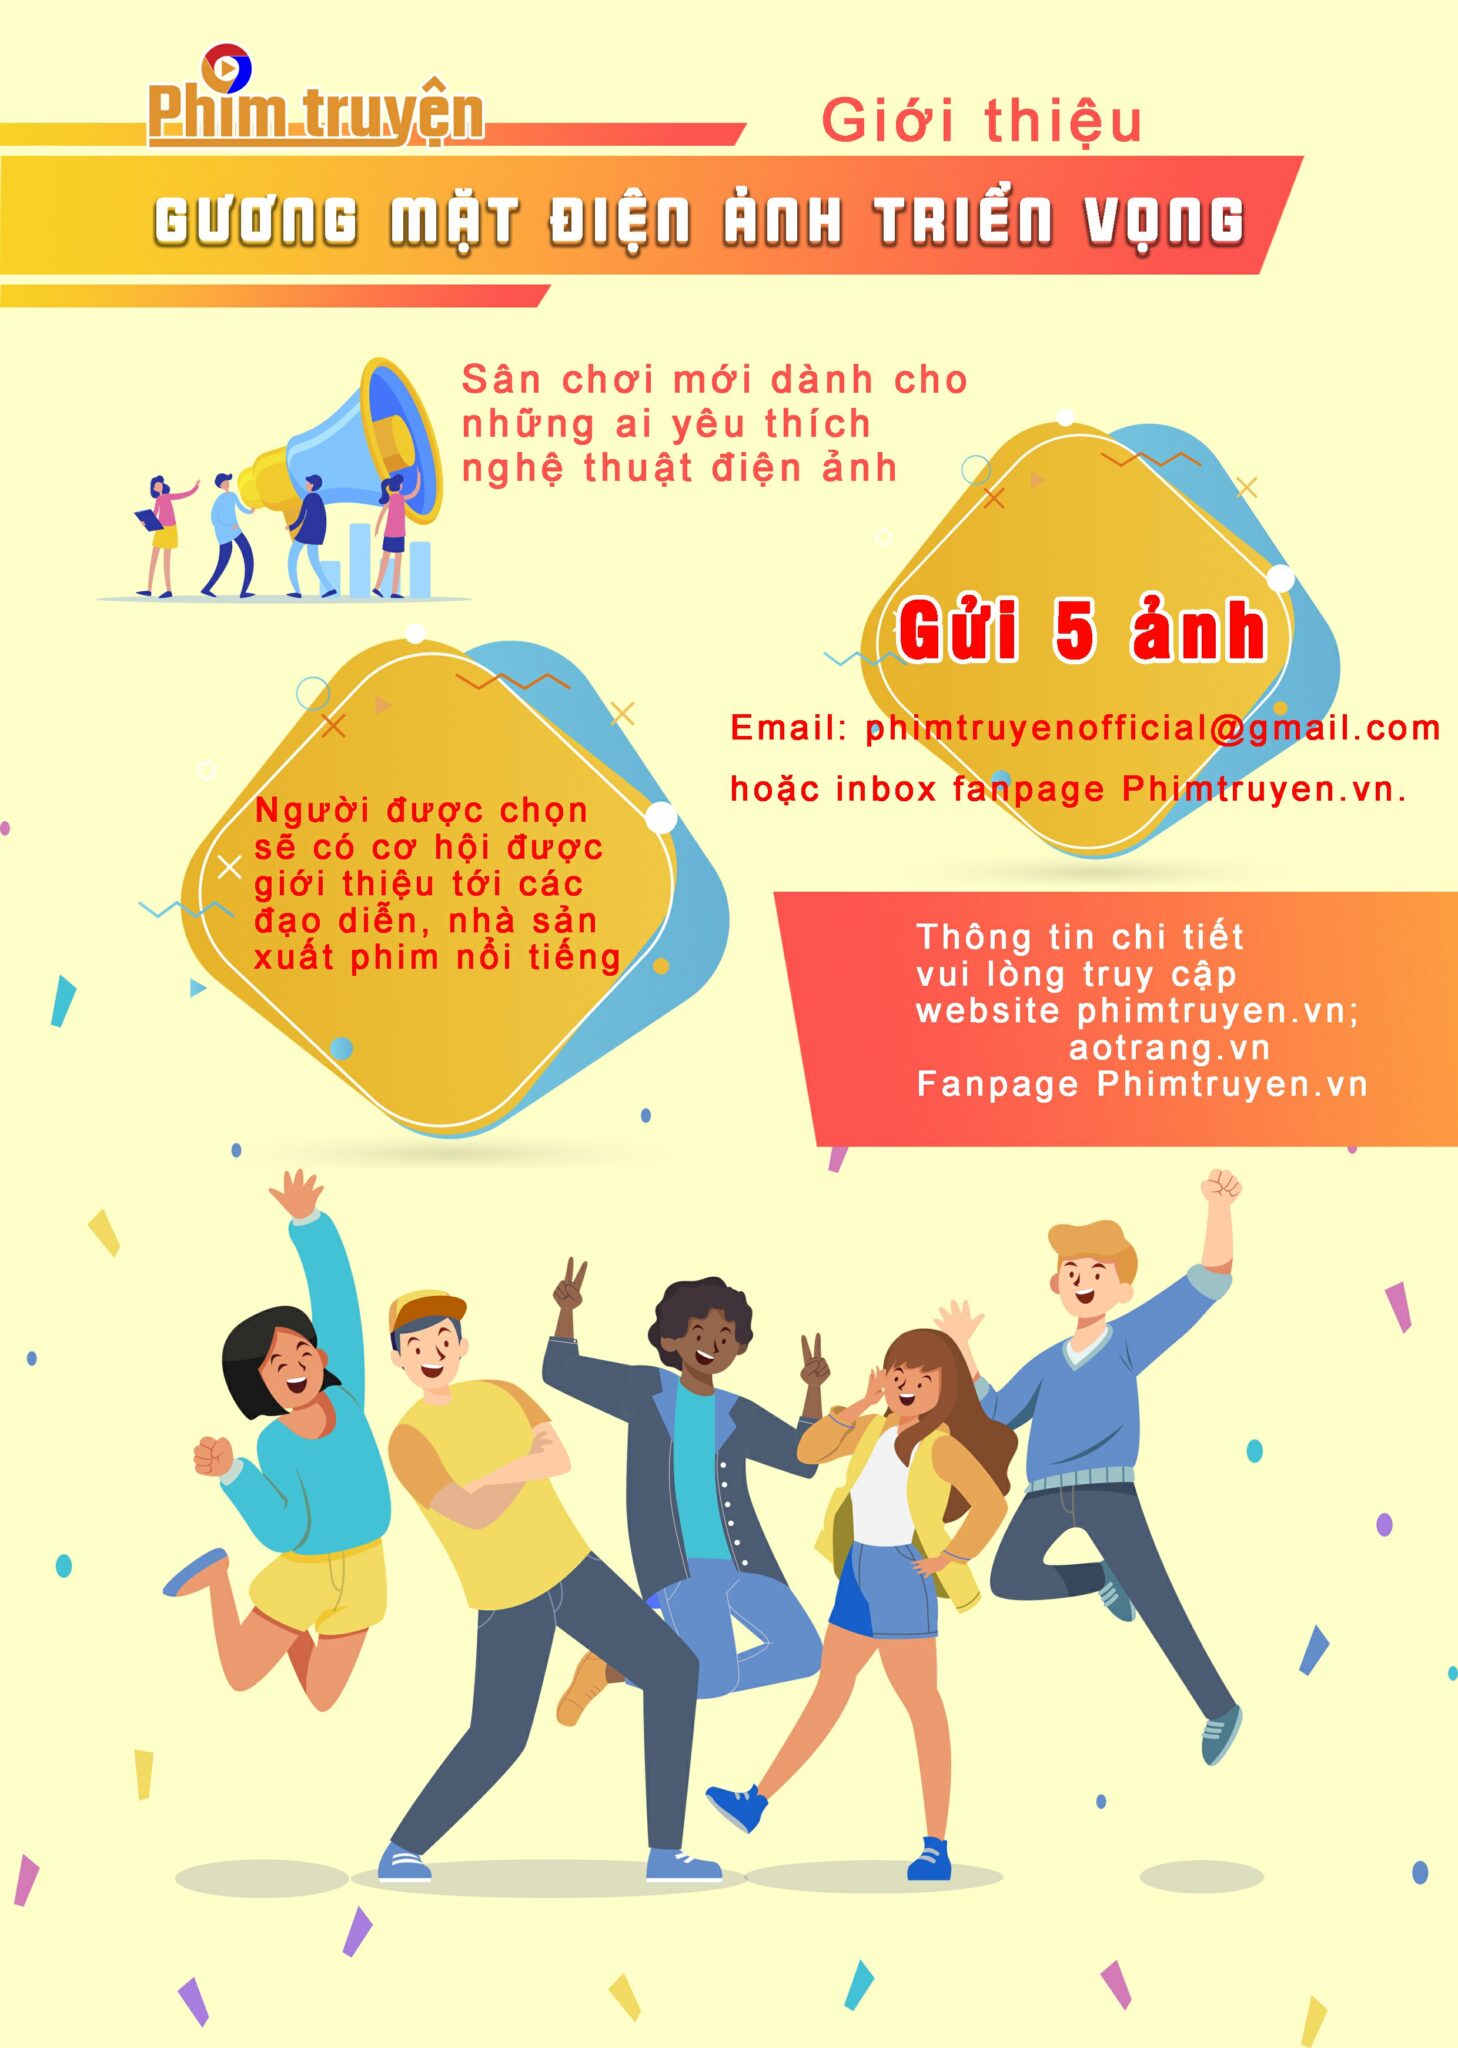 Phim truyện
Giới thiệu
GƯƠNG MẶT ĐIỆN ẢNH TRIỂN VỌNG
Sân chơi mới dành cho
những ai yêu thích
nghệ thuật điện ảnh
Gửi 5 ảnh
Email: phimtruyenofficial@gmail.com
hoặc inbox fanpage Phimtruyen.vn.
Người được chọn
sẽ có cơ hội được
giới thiệu tới các
đạo diễn, nhà sản
xuất phim nổi tiếng
Thông tin chi tiết
vui lòng truy cập
website phimtruyen.vn;
aotrang.vn
Fanpage Phimtruyen.vn